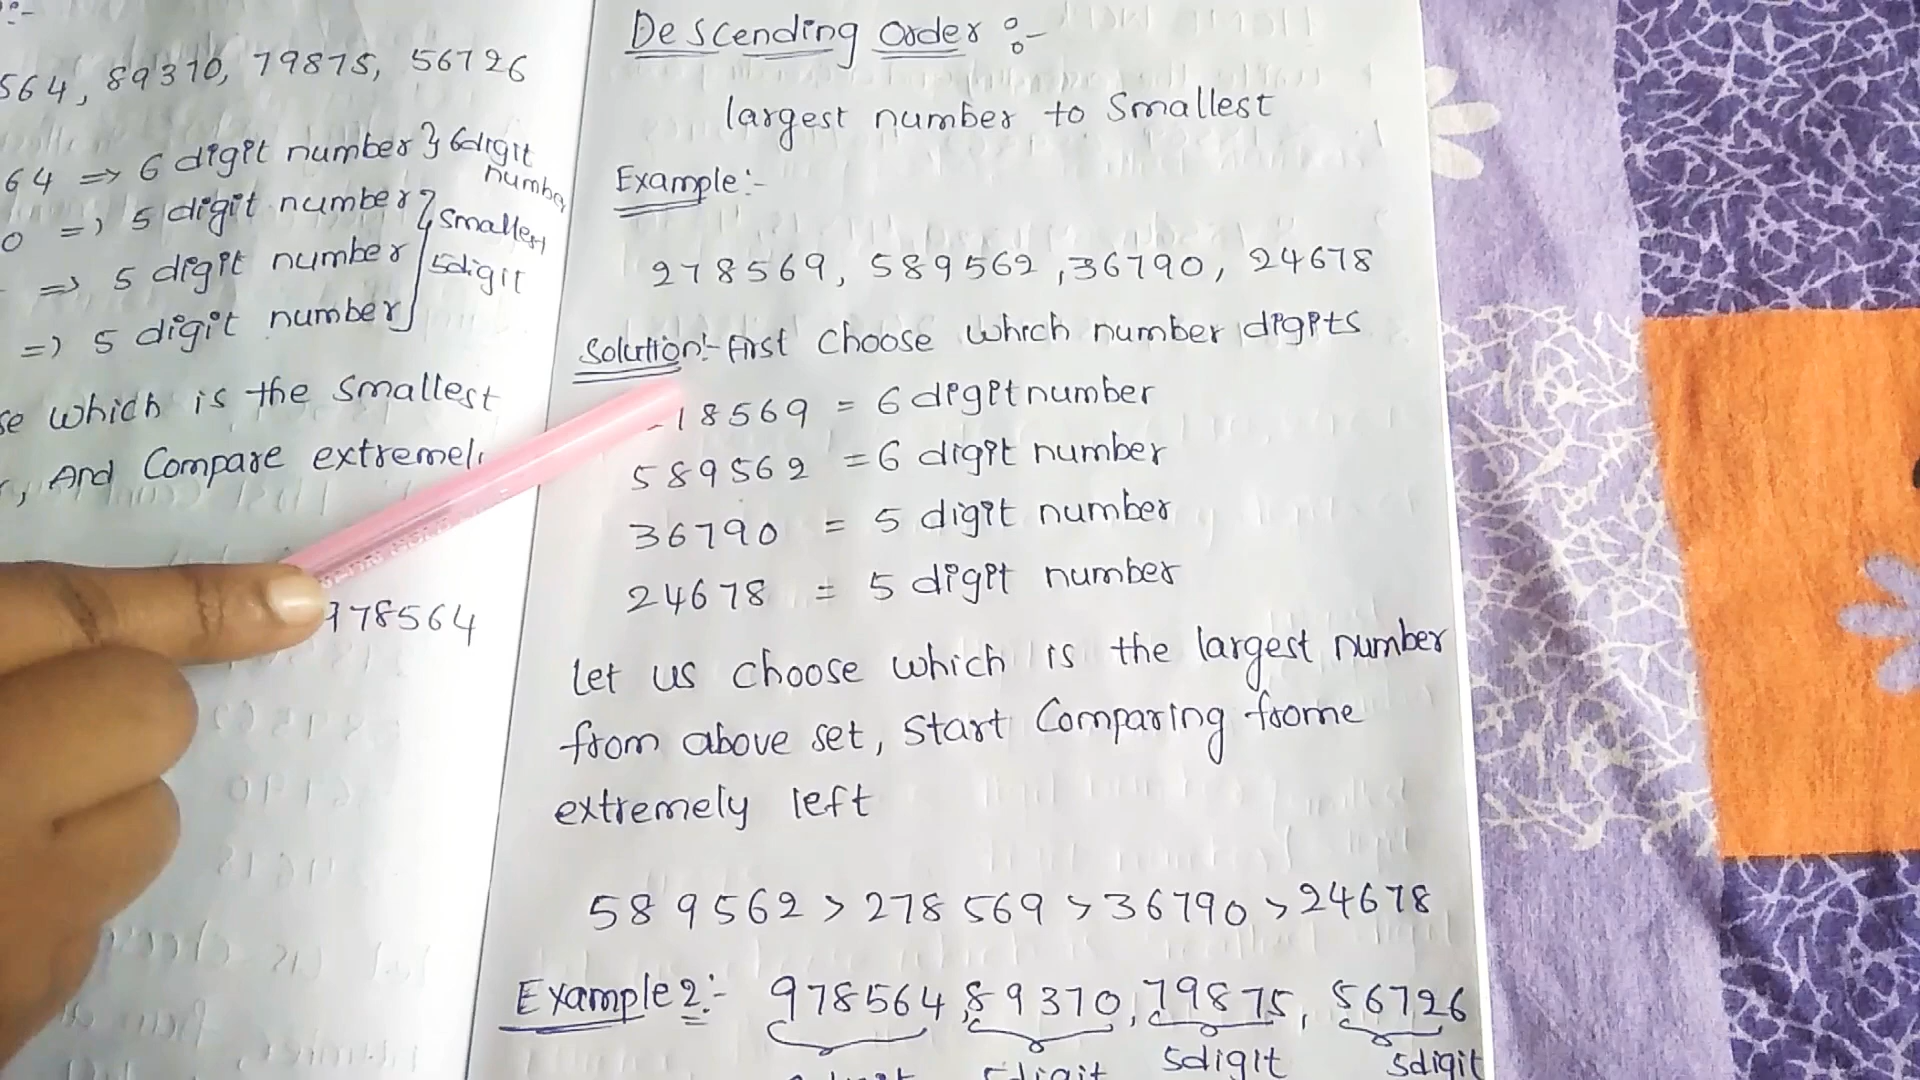 564, 89370, 79875, 56726
64 => 6 digit number } 6digit number
0 => 5 digit number
=> 5 digit number
=> 5 digit number
} smallest 5digit
which is the smallest
, And Compare extremel
778564
Descending order :-
largest number to Smallest
Example:-
278569, 589562, 36790, 24678
Solution:- First choose which number digits
18569 = 6 digit number
589562 = 6 digit number
36790 = 5 digit number
24678 = 5 digit number
Let us choose which is the largest number
from above set, Start Comparing frome
extremely left
589562 > 278569 > 36790 > 24678
Example 2:- 978564, 89370, 79875, 56726
5digit 5digit